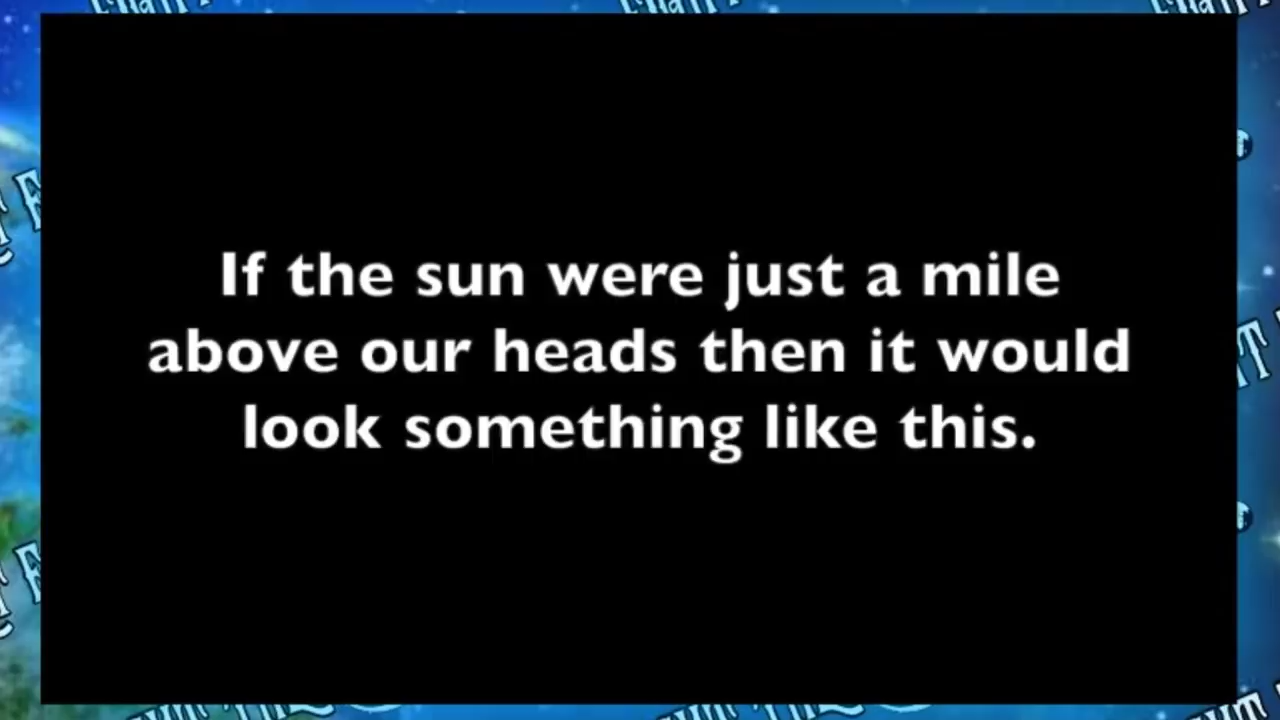 If the sun were just a mile
above our heads then it would
look something like this.